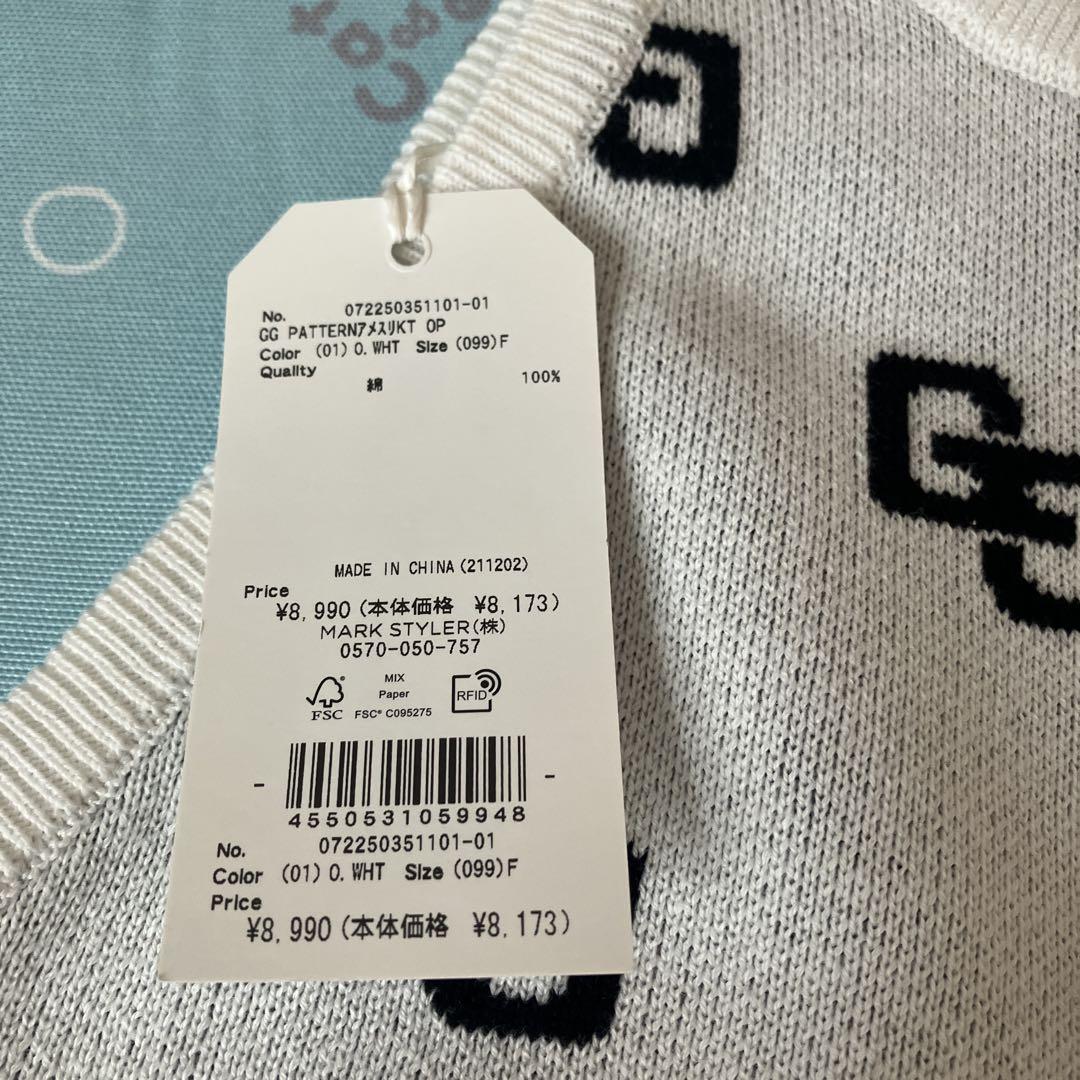 No. 072250351101-01
GG PATTERNアメスリKT OP
Color (01) O.WHT Size (099)F
Quality
綿 100%
MADE IN CHINA(211202)
Price
¥8,990(本体価格 ¥8,173)
MARK STYLER(株)
0570-050-757
MIX
Paper
FSC FSC® C095275
RFID
4550531059948
No. 072250351101-01
Color (01) O.WHT Size (099)F
Price
¥8,990(本体価格 ¥8,173)